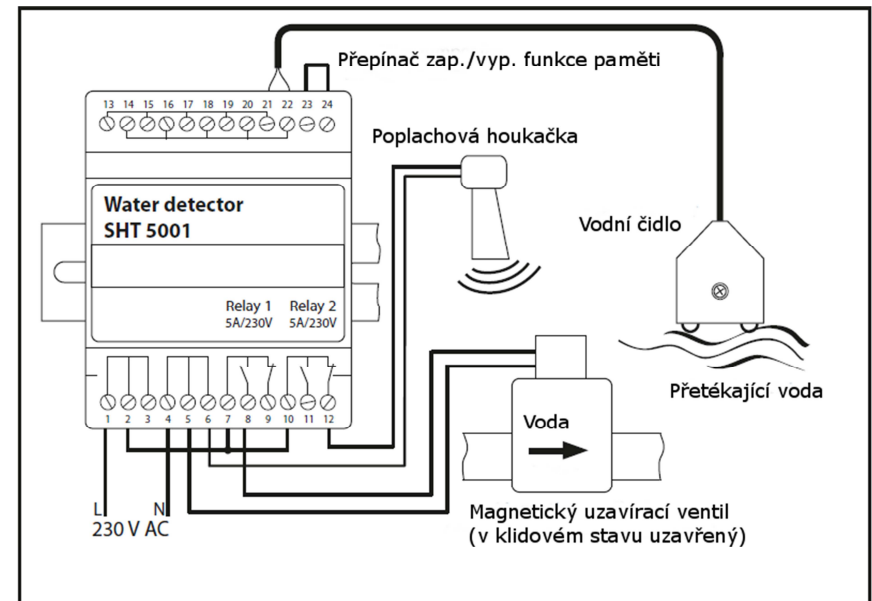 Přepínač zap./vyp. funkce paměti
13 14 15 16 17 18 19 20 21 22 23 24
Poplachová houkačka
Water detector
SHT 5001
Vodní čidlo
Relay 1 Relay 2
5A/230V 5A/230V
Přetékající voda
1 2 3 4 5 6 7 8 9 10 11 12
Voda
L N
230 V AC
Magnetický uzavírací ventil
(v klidovém stavu uzavřený)